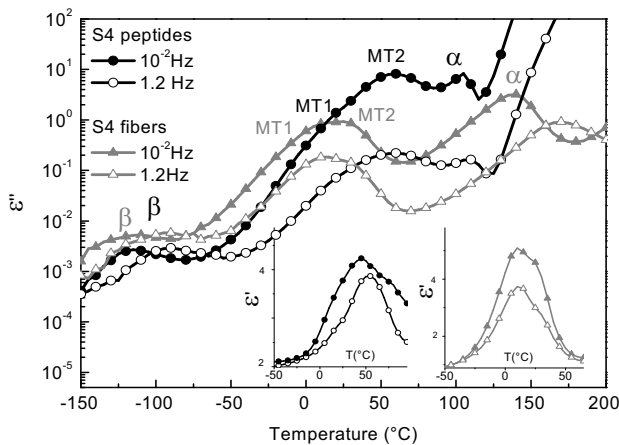 S4 peptides
10⁻²Hz
1.2 Hz
S4 fibers
10⁻²Hz
1.2Hz
MT2
α
α
MT1
MT1
MT2
β
β
ε''
10²
10¹
10⁰
10⁻¹
10⁻²
10⁻³
10⁻⁴
10⁻⁵
ε'
4
2
T(°C)
-50 0 50
ε'
4
2
T(°C)
-50 0 50
-150 -100 -50 0 50 100 150 200
Temperature (°C)